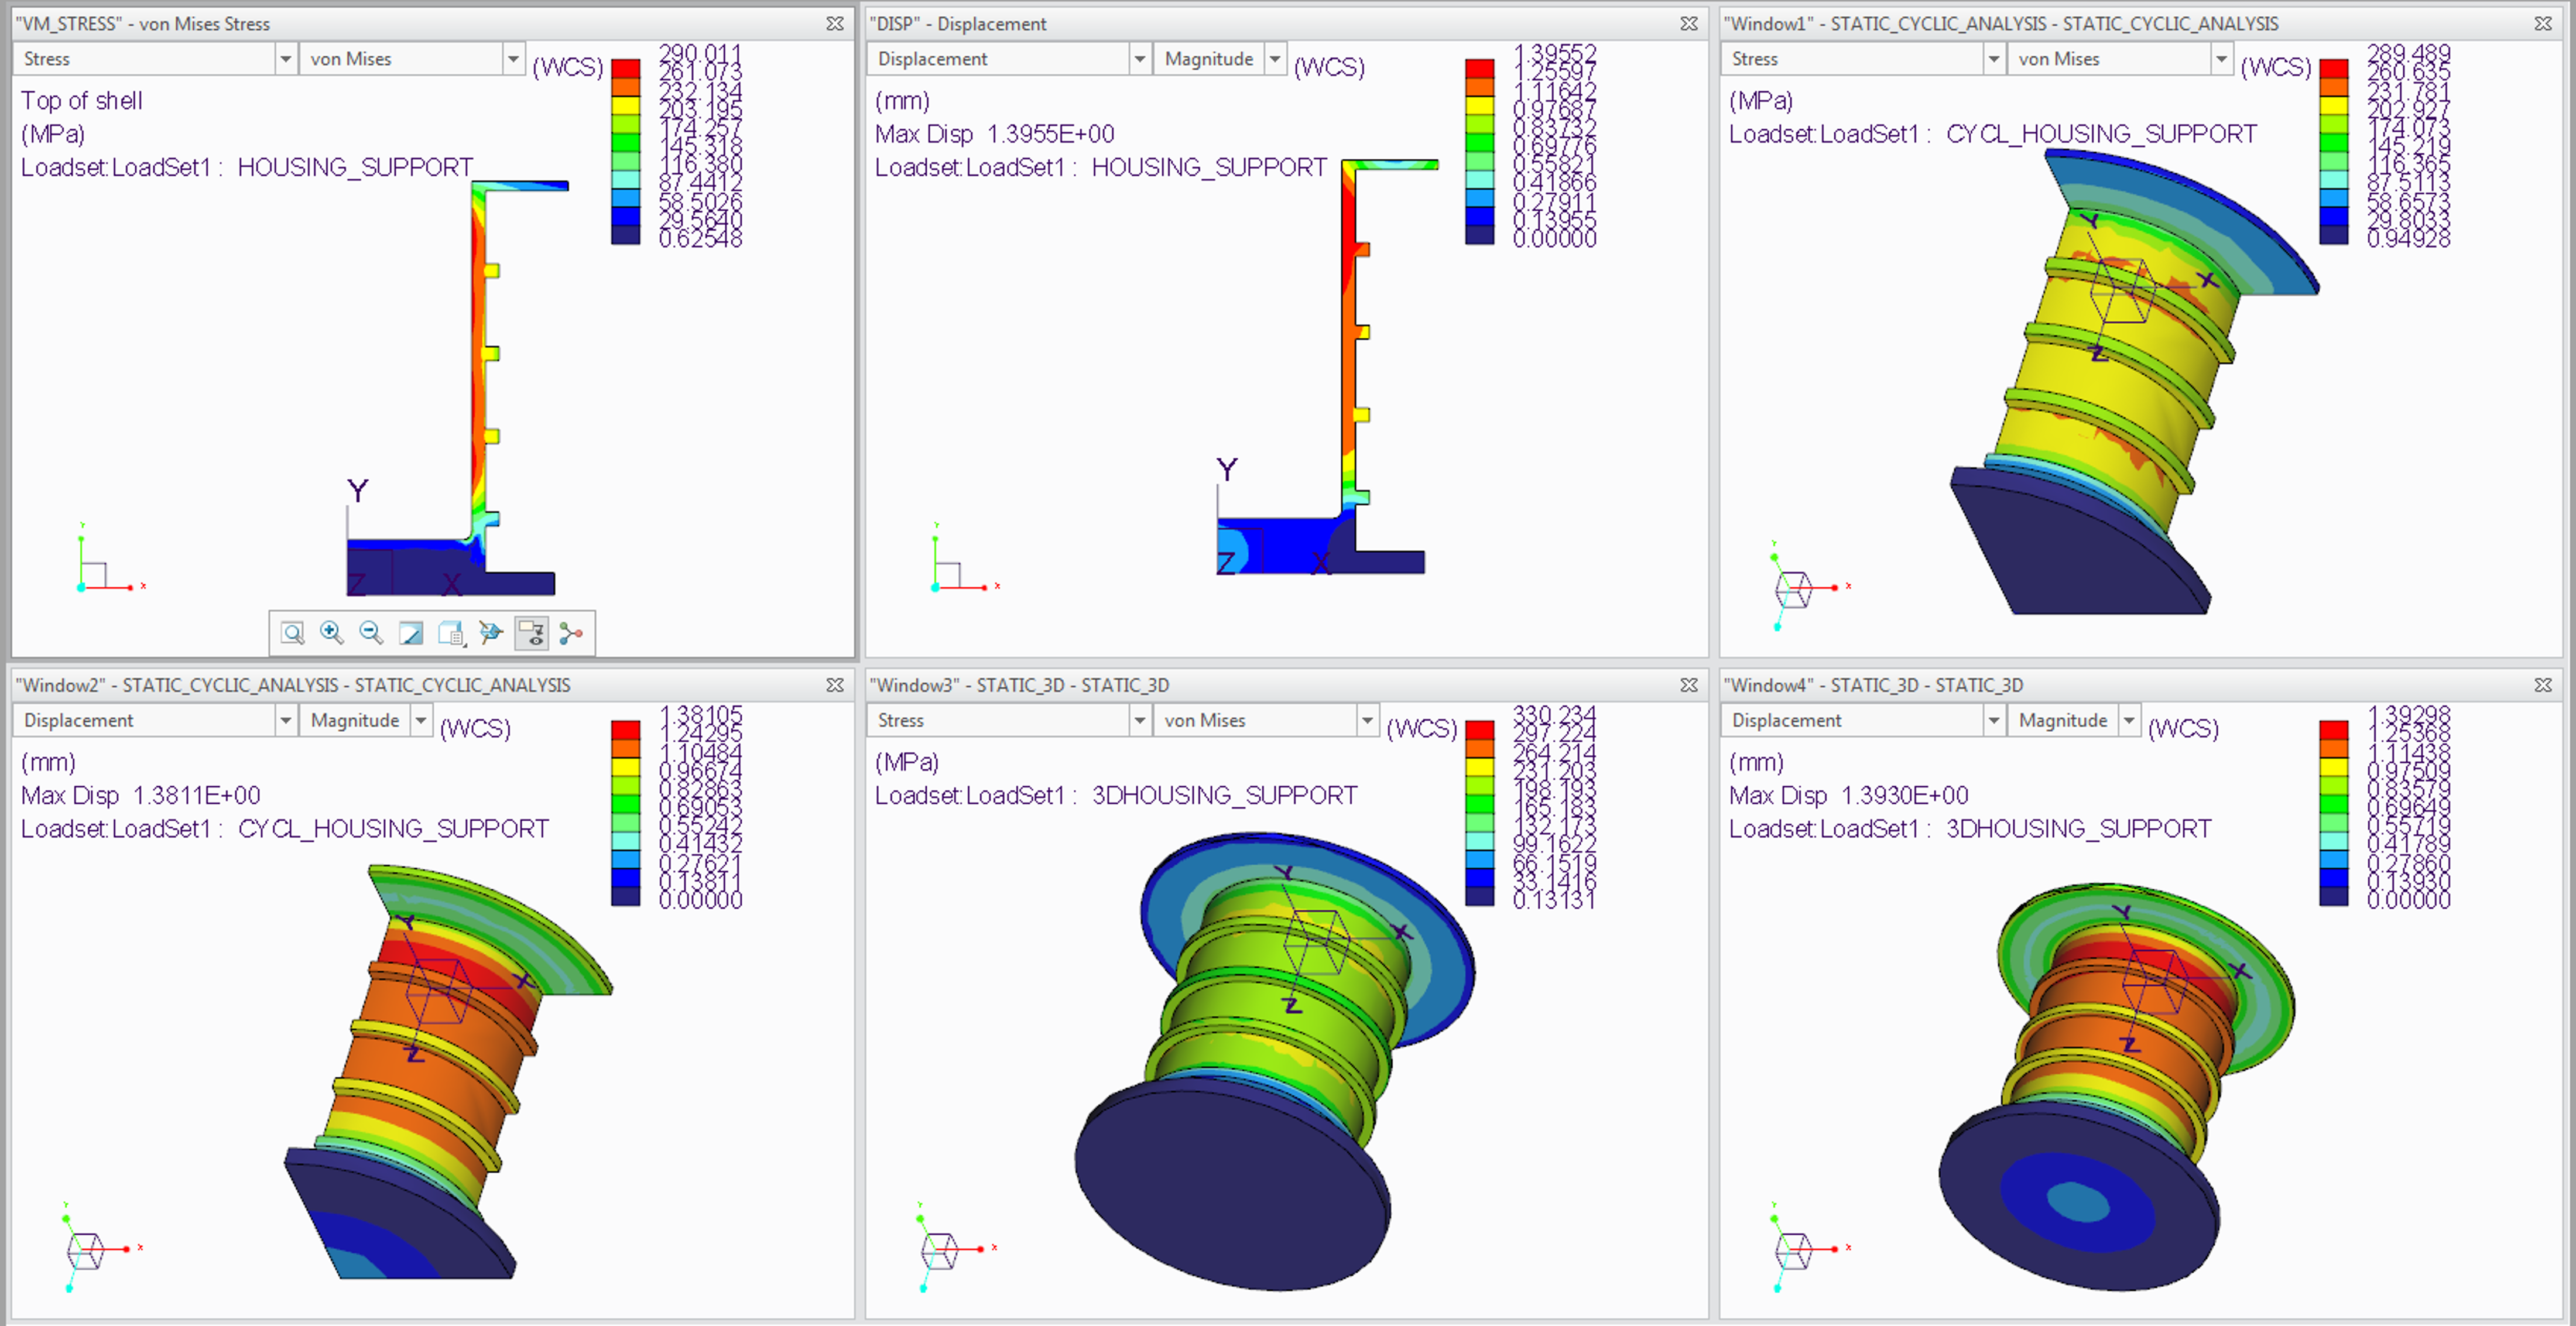 "VM_STRESS" - von Mises Stress
Stress
von Mises
(WCS)
Top of shell
(MPa)
Loadset:LoadSet1 : HOUSING_SUPPORT
290.011
261.073
232.134
203.195
174.257
145.318
116.380
87.4412
58.5026
29.5640
0.62548
Y
Z
X
y
x
"DISP" - Displacement
Displacement
Magnitude
(WCS)
(mm)
Max Disp 1.3955E+00
Loadset:LoadSet1 : HOUSING_SUPPORT
1.39552
1.25597
1.11642
0.97687
0.83732
0.69776
0.55821
0.41866
0.27911
0.13955
0.00000
Y
Z
X
y
x
"Window1" - STATIC_CYCLIC_ANALYSIS - STATIC_CYCLIC_ANALYSIS
Stress
von Mises
(WCS)
(MPa)
Loadset:LoadSet1 : CYCL_HOUSING_SUPPORT
289.489
260.635
231.781
202.927
174.073
145.219
116.365
87.5113
58.6573
29.8033
0.94928
Y
X
Z
y
x
"Window2" - STATIC_CYCLIC_ANALYSIS - STATIC_CYCLIC_ANALYSIS
Displacement
Magnitude
(WCS)
(mm)
Max Disp 1.3811E+00
Loadset:LoadSet1 : CYCL_HOUSING_SUPPORT
1.38105
1.24295
1.10484
0.96674
0.82863
0.69053
0.55242
0.41432
0.27621
0.13811
0.00000
Y
X
Z
y
x
"Window3" - STATIC_3D - STATIC_3D
Stress
von Mises
(WCS)
(MPa)
Loadset:LoadSet1 : 3DHOUSING_SUPPORT
330.234
297.224
264.214
231.203
198.193
165.183
132.173
99.1622
66.1519
33.1416
0.13131
Y
X
Z
y
x
"Window4" - STATIC_3D - STATIC_3D
Displacement
Magnitude
(WCS)
(mm)
Max Disp 1.3930E+00
Loadset:LoadSet1 : 3DHOUSING_SUPPORT
1.39298
1.25368
1.11438
0.97509
0.83579
0.69649
0.55719
0.41789
0.27860
0.13930
0.00000
Y
X
Z
y
x